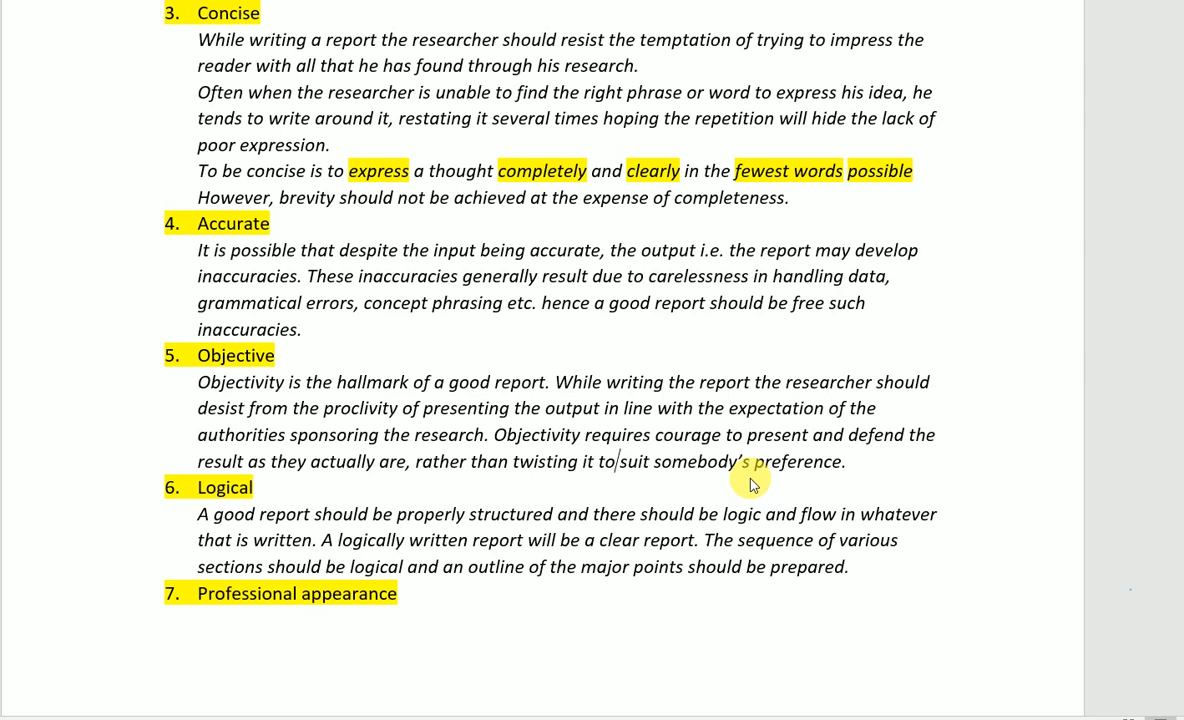 3. Concise
While writing a report the researcher should resist the temptation of trying to impress the
reader with all that he has found through his research.
Often when the researcher is unable to find the right phrase or word to express his idea, he
tends to write around it, restating it several times hoping the repetition will hide the lack of
poor expression.
To be concise is to express a thought completely and clearly in the fewest words possible
However, brevity should not be achieved at the expense of completeness.
4. Accurate
It is possible that despite the input being accurate, the output i.e. the report may develop
inaccuracies. These inaccuracies generally result due to carelessness in handling data,
grammatical errors, concept phrasing etc. hence a good report should be free such
inaccuracies.
5. Objective
Objectivity is the hallmark of a good report. While writing the report the researcher should
desist from the proclivity of presenting the output in line with the expectation of the
authorities sponsoring the research. Objectivity requires courage to present and defend the
result as they actually are, rather than twisting it to suit somebody's preference.
6. Logical
A good report should be properly structured and there should be logic and flow in whatever
that is written. A logically written report will be a clear report. The sequence of various
sections should be logical and an outline of the major points should be prepared.
7. Professional appearance